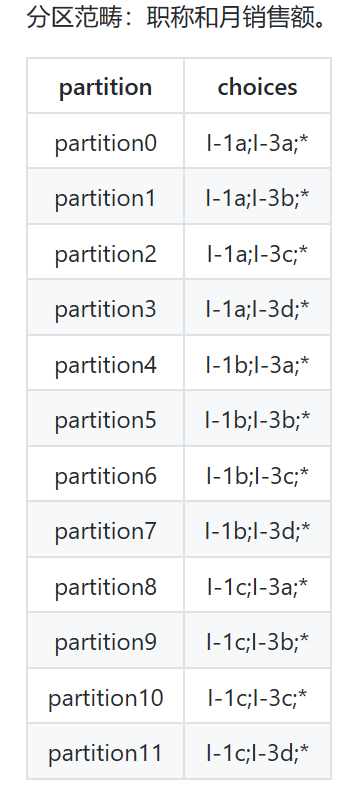 分区范畴：职称和月销售额。
partition choices
partition0 I-1a;I-3a;*
partition1 I-1a;I-3b;*
partition2 I-1a;I-3c;*
partition3 I-1a;I-3d;*
partition4 I-1b;I-3a;*
partition5 I-1b;I-3b;*
partition6 I-1b;I-3c;*
partition7 I-1b;I-3d;*
partition8 I-1c;I-3a;*
partition9 I-1c;I-3b;*
partition10 I-1c;I-3c;*
partition11 I-1c;I-3d;*